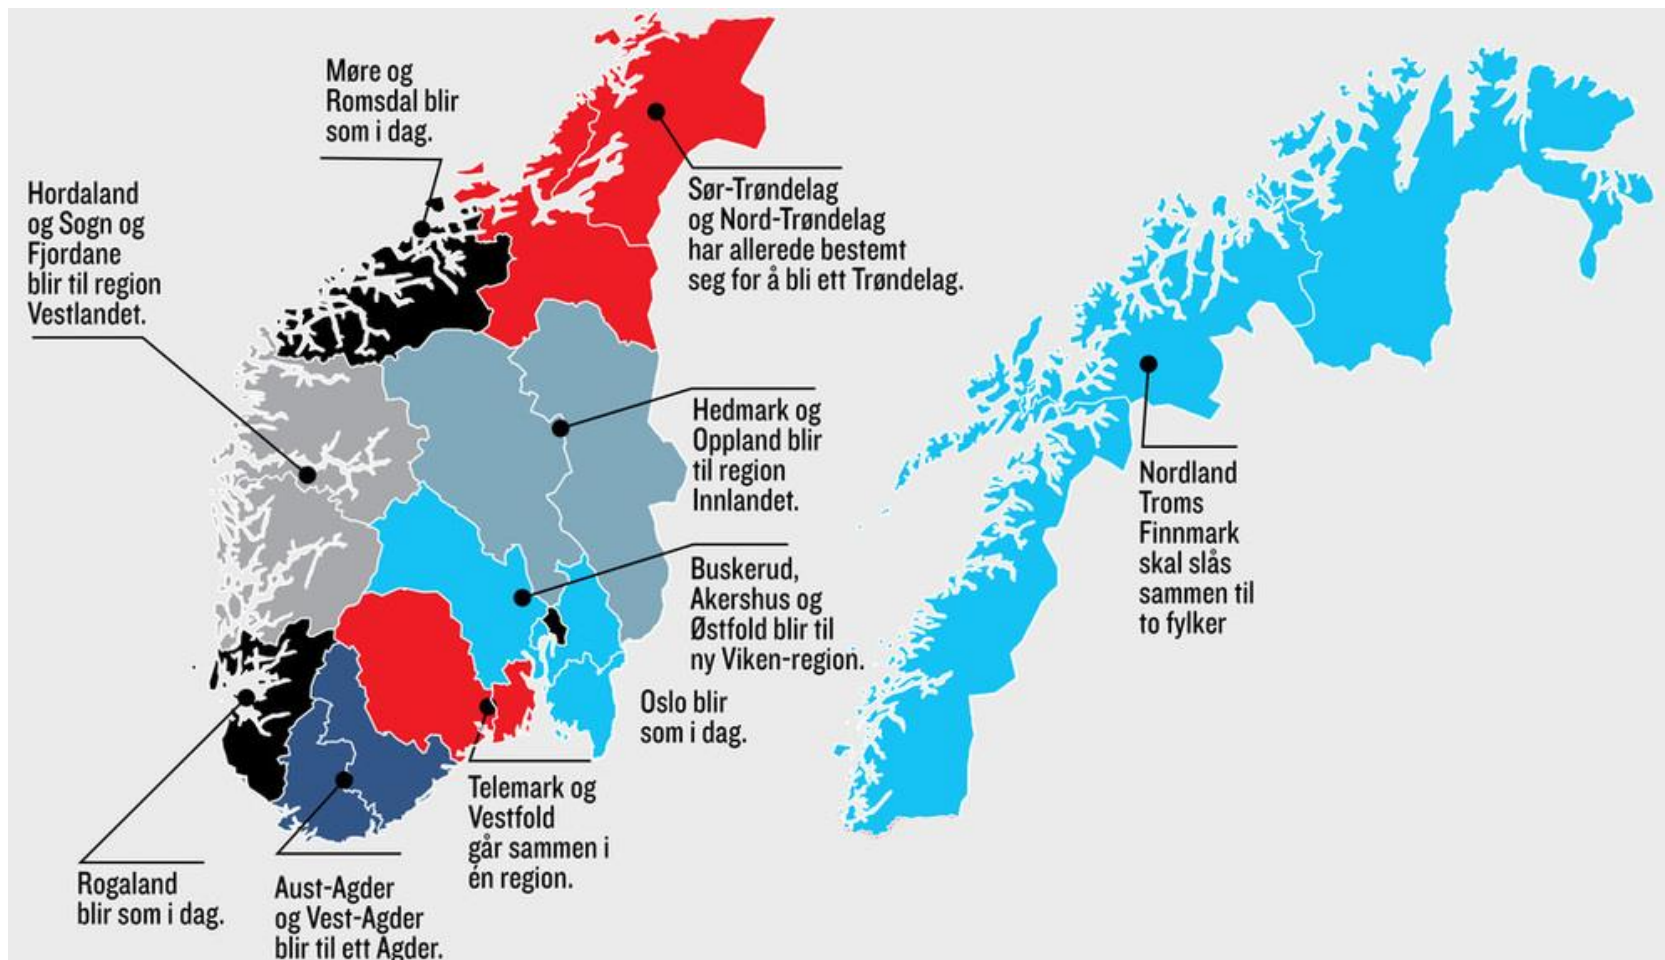 Møre og
Romsdal blir
som i dag.
Hordaland
og Sogn og
Fjordane
blir til region
Vestlandet.
Sør-Trøndelag
og Nord-Trøndelag
har allerede bestemt
seg for å bli ett Trøndelag.
Hedmark og
Oppland blir
til region
Innlandet.
Nordland
Troms
Finnmark
skal slås
sammen til
to fylker
Buskerud,
Akershus og
Østfold blir til
ny Viken-region.
Oslo blir
som i dag.
Telemark og
Vestfold
går sammen i
én region.
Rogaland
blir som i dag.
Aust-Agder
og Vest-Agder
blir til ett Agder.